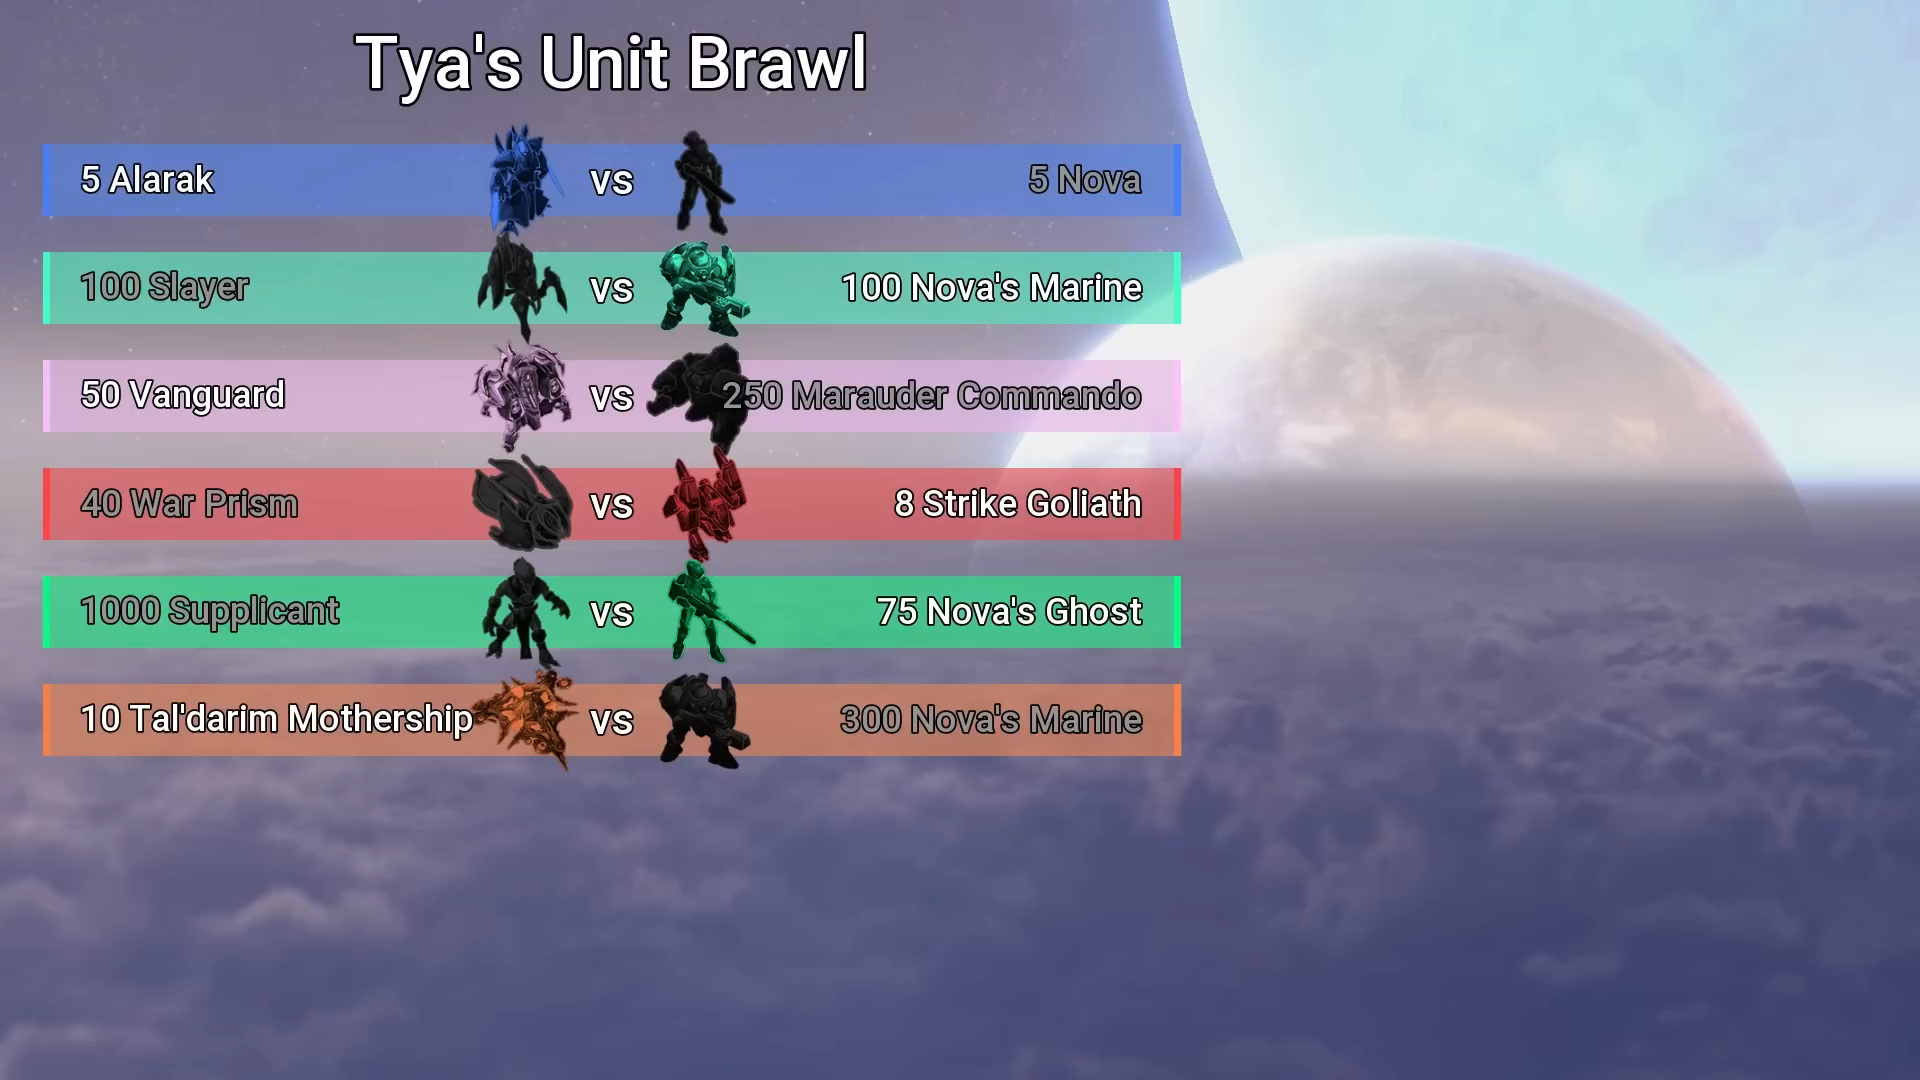 Tya's Unit Brawl
5 Alarak vs 5 Nova
100 Slayer vs 100 Nova's Marine
50 Vanguard vs 250 Marauder Commando
40 War Prism vs 8 Strike Goliath
1000 Supplicant vs 75 Nova's Ghost
10 Tal'darim Mothership vs 300 Nova's Marine